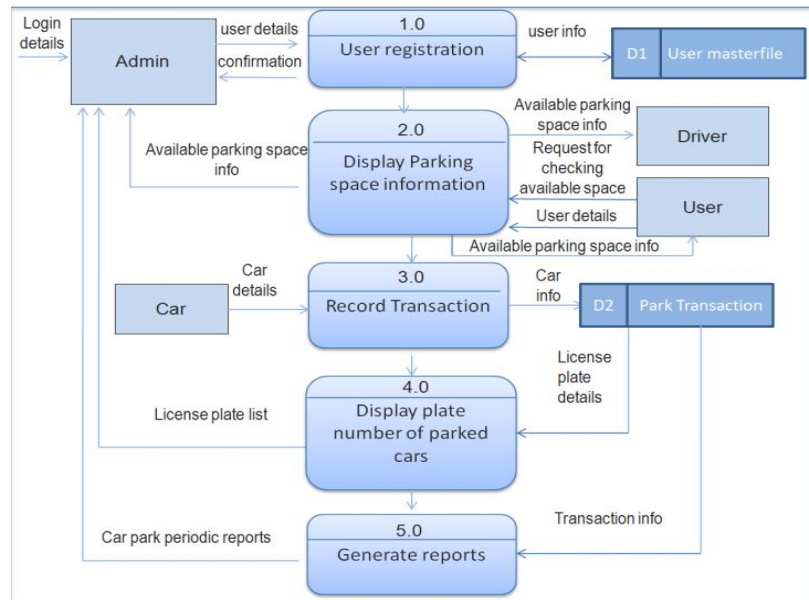 Login
details
Admin
user details
confirmation
1.0
User registration
user info
D1 User masterfile
Available parking space
info
2.0
Display Parking
space information
Available parking
space info
Driver
Request for
checking
available space
User
User details
Available parking space info
Car
Car
details
3.0
Record Transaction
Car
info
D2 Park Transaction
License
plate
details
License plate list
4.0
Display plate
number of parked
cars
Transaction info
Car park periodic reports
5.0
Generate reports